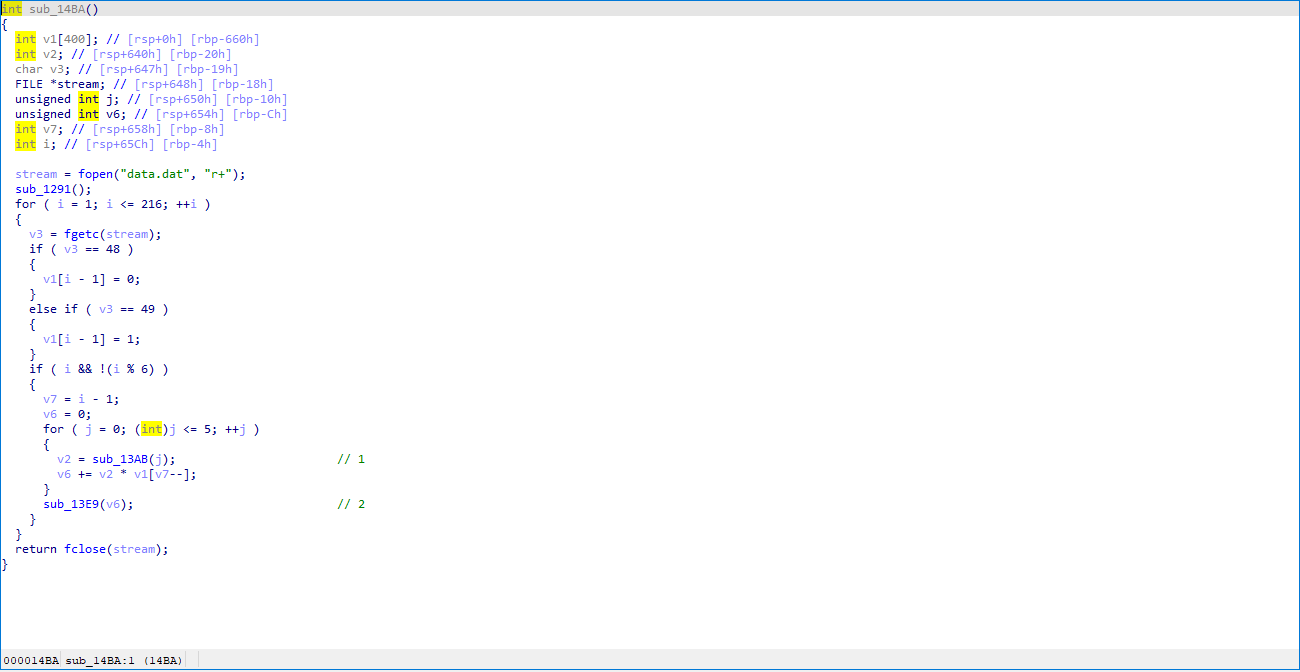 int sub_14BA()
{
  int v1[400]; // [rsp+0h] [rbp-660h]
  int v2; // [rsp+640h] [rbp-20h]
  char v3; // [rsp+647h] [rbp-19h]
  FILE *stream; // [rsp+648h] [rbp-18h]
  unsigned int j; // [rsp+650h] [rbp-10h]
  unsigned int v6; // [rsp+654h] [rbp-Ch]
  int v7; // [rsp+658h] [rbp-8h]
  int i; // [rsp+65Ch] [rbp-4h]

  stream = fopen("data.dat", "r+");
  sub_1291();
  for ( i = 1; i <= 216; ++i )
  {
    v3 = fgetc(stream);
    if ( v3 == 48 )
    {
      v1[i - 1] = 0;
    }
    else if ( v3 == 49 )
    {
      v1[i - 1] = 1;
    }
    if ( i && !(i % 6) )
    {
      v7 = i - 1;
      v6 = 0;
      for ( j = 0; (int)j <= 5; ++j )
      {
        v2 = sub_13AB(j);                       // 1
        v6 += v2 * v1[v7--];
      }
      sub_13E9(v6);                             // 2
    }
  }
  return fclose(stream);
}
000014BA sub_14BA:1 (14BA)